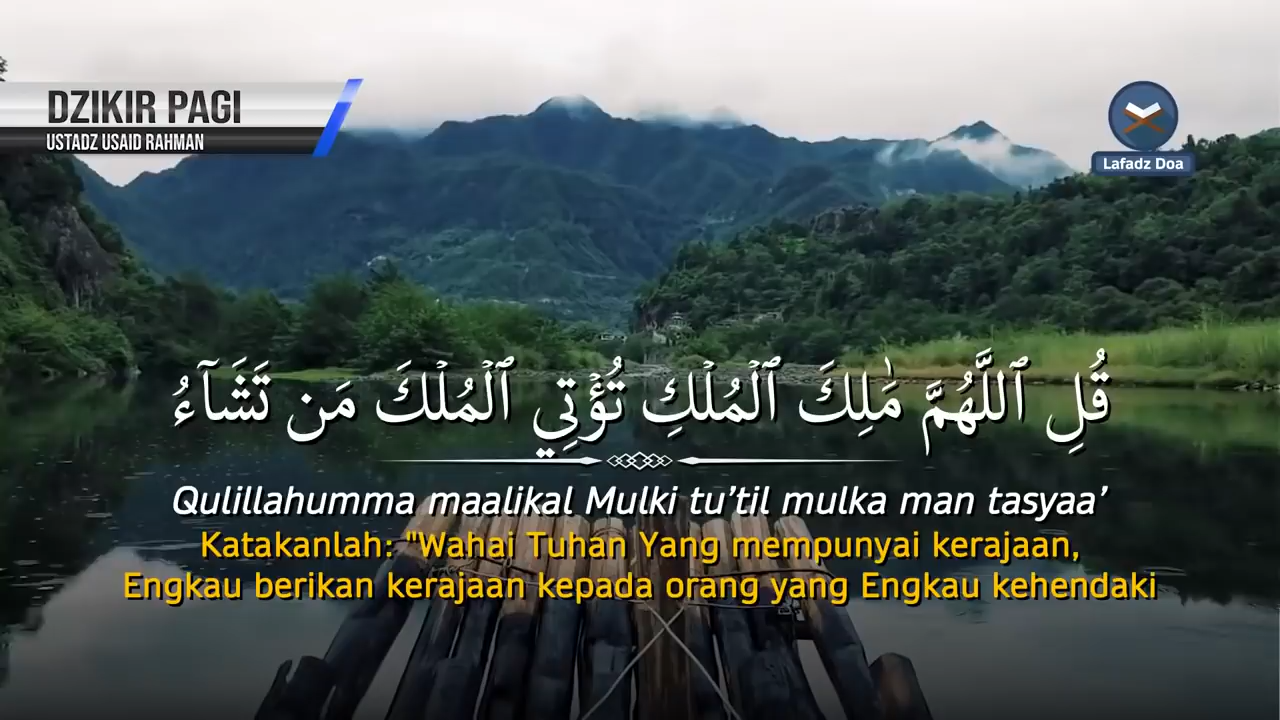 DZIKIR PAGI
USTADZ USAID RAHMAN
Lafadz Doa
قُلِ ٱللَّهُمَّ مَٰلِكَ ٱلْمُلْكِ تُؤْتِي ٱلْمُلْكَ مَن تَشَآءُ
Qulillahumma maalikal Mulki tu’til mulka man tasyaa’
Katakanlah: "Wahai Tuhan Yang mempunyai kerajaan,
Engkau berikan kerajaan kepada orang yang Engkau kehendaki